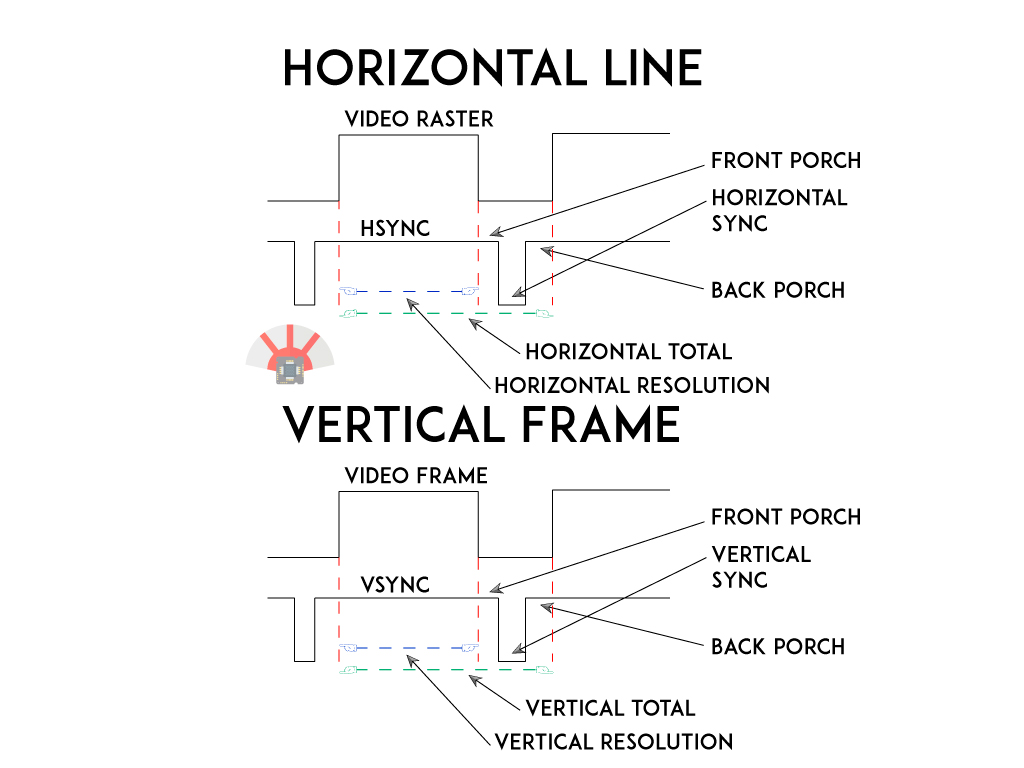 HORIZONTAL LINE
VIDEO RASTER
FRONT PORCH
HORIZONTAL
SYNC
HSYNC
BACK PORCH
HORIZONTAL TOTAL
HORIZONTAL RESOLUTION
VERTICAL FRAME
VIDEO FRAME
FRONT PORCH
VERTICAL
SYNC
VSYNC
BACK PORCH
VERTICAL TOTAL
VERTICAL RESOLUTION